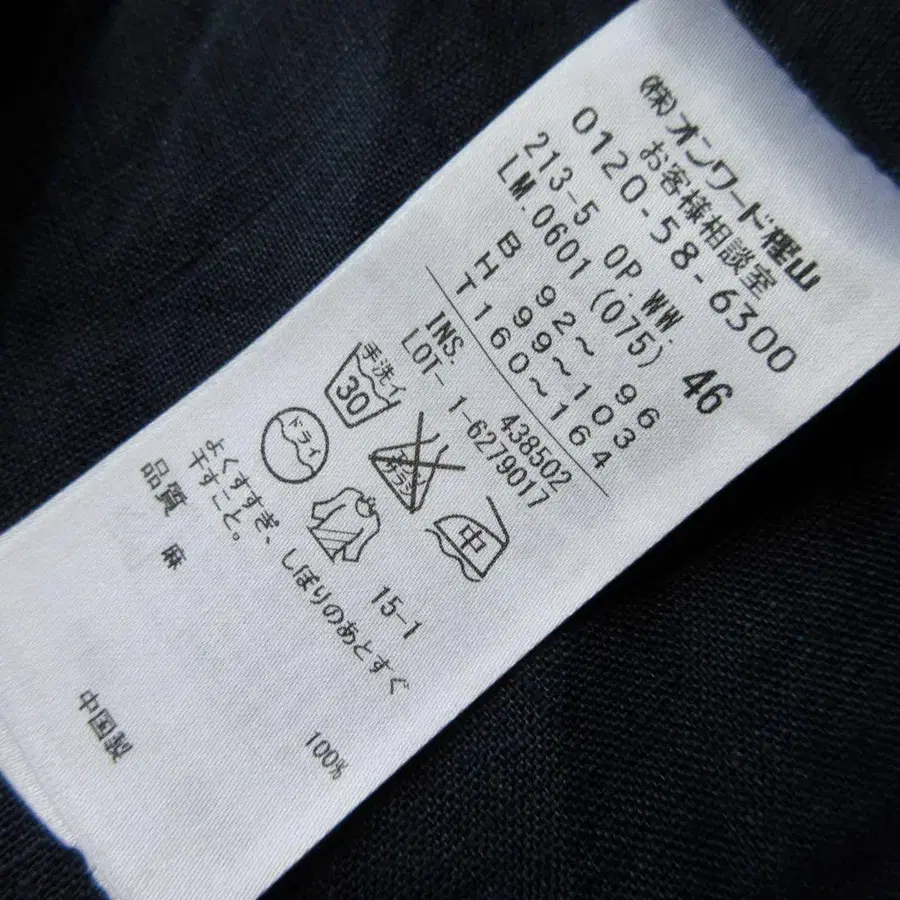 (株)オンワード樫山
お客様相談室
0120-58-6300
213-5 OP.WW.
LM.0601 (075) 46
B 92~ 96
H 99~103
T160~164
INS. 438502
LOT- 1-6279017
手洗イ
30
中
ドライ
15-1
よくすすぎ、しぼりのあとすぐ
干すこと。
品質 麻 100%
中国製